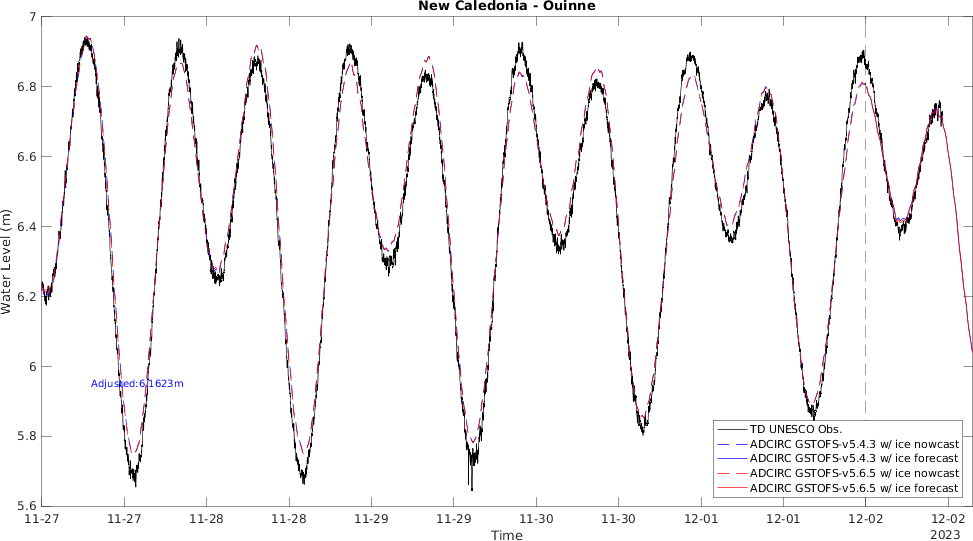 New Caledonia - Ouinne
7
6.8
6.6
6.4
6.2
6
5.8
5.6
Water Level (m)
Adjusted:6.1623m
TD UNESCO Obs.
ADCIRC GSTOFS-v5.4.3 w/ ice nowcast
ADCIRC GSTOFS-v5.4.3 w/ ice forecast
ADCIRC GSTOFS-v5.6.5 w/ ice nowcast
ADCIRC GSTOFS-v5.6.5 w/ ice forecast
11-27 11-27 11-28 11-28 11-29 11-29 11-30 11-30 12-01 12-01 12-02 12-02
Time
2023